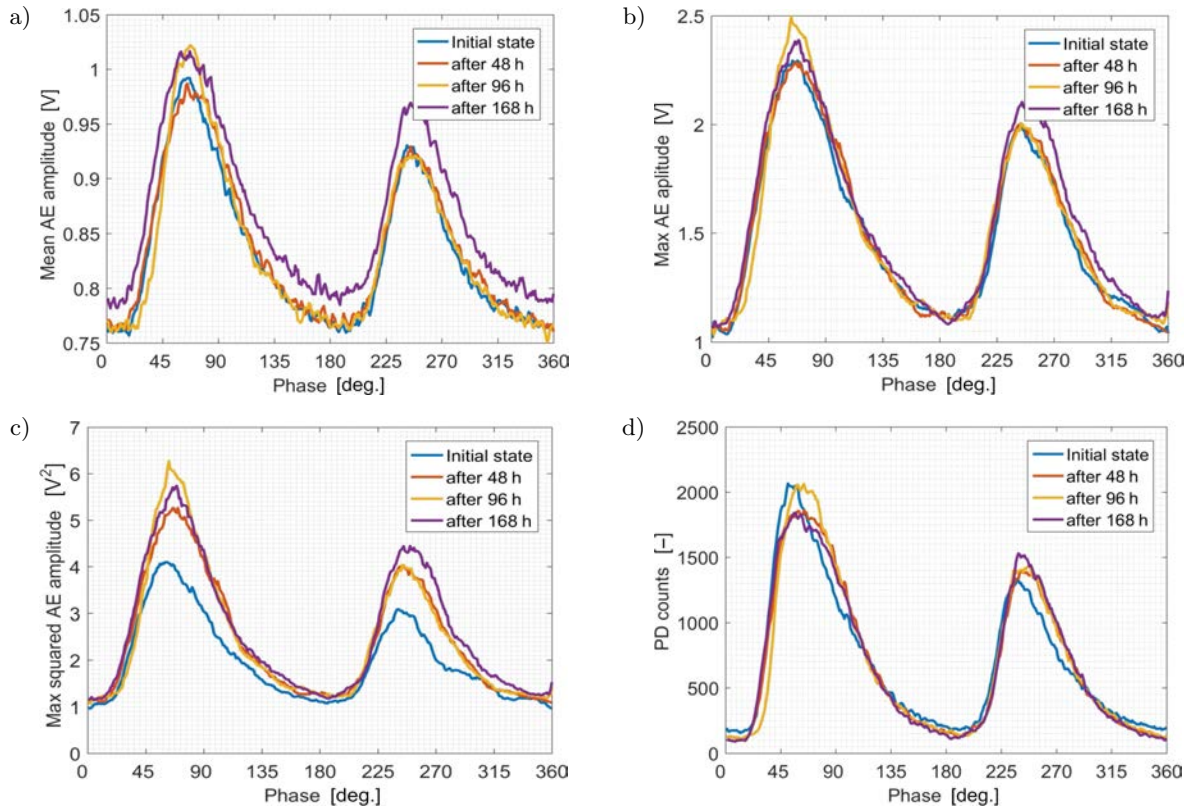 a)
1.05
1
0.95
0.9
0.85
0.8
0.75
Mean AE amplitude [V]
Initial state
after 48 h
after 96 h
after 168 h
0 45 90 135 180 225 270 315 360
Phase [deg.]
b)
2.5
2
1.5
1
Max AE aplitude [V]
Initial state
after 48 h
after 96 h
after 168 h
0 45 90 135 180 225 270 315 360
Phase [deg.]
c)
7
6
5
4
3
2
1
0
Max squared AE amplitude [V²]
Initial state
after 48 h
after 96 h
after 168 h
0 45 90 135 180 225 270 315 360
Phase [deg.]
d)
2500
2000
1500
1000
500
0
PD counts [–]
Initial state
after 48 h
after 96 h
after 168 h
0 45 90 135 180 225 270 315 360
Phase [deg.]